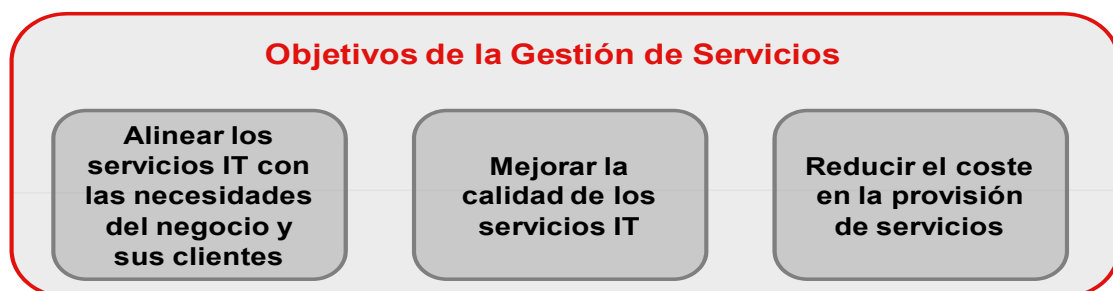 Objetivos de la Gestión de Servicios
Alinear los
servicios IT con
las necesidades
del negocio y
sus clientes
Mejorar la
calidad de los
servicios IT
Reducir el coste
en la provisión
de servicios